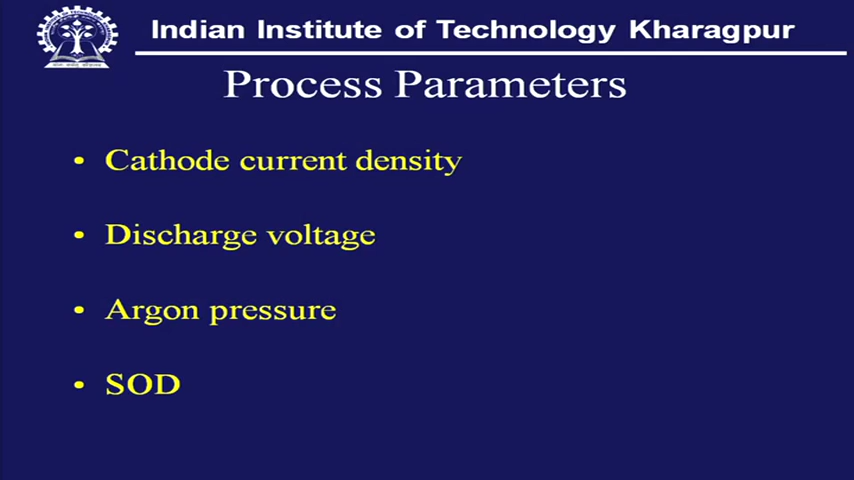 Indian Institute of Technology Kharagpur
Process Parameters
• Cathode current density
• Discharge voltage
• Argon pressure
• SOD